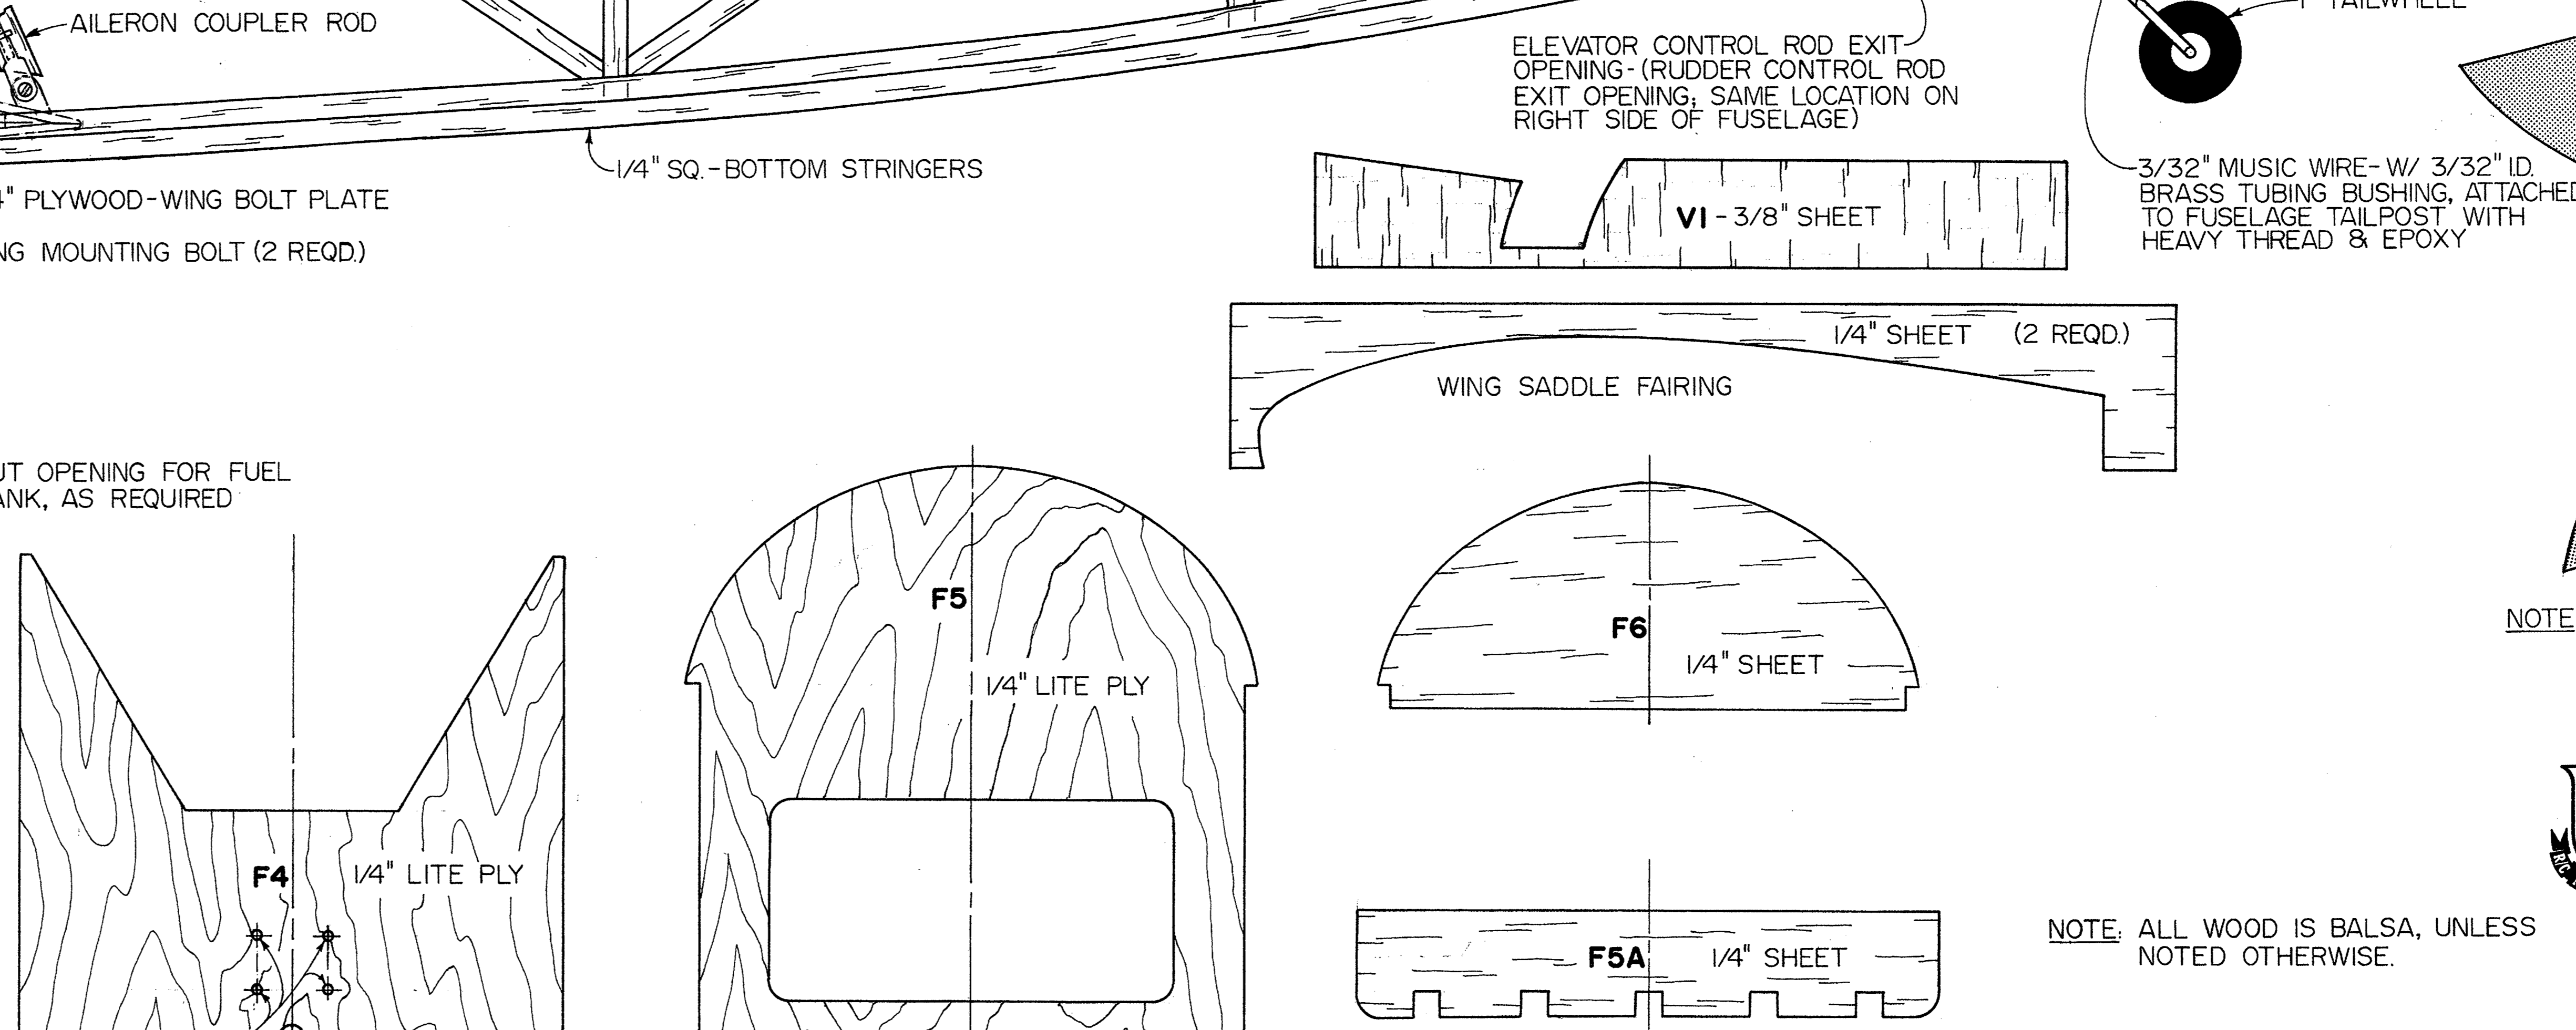 AILERON COUPLER ROD
1/4" SQ.-BOTTOM STRINGERS
4" PLYWOOD-WING BOLT PLATE
NG MOUNTING BOLT (2 REQD.)
ELEVATOR CONTROL ROD EXIT
OPENING-(RUDDER CONTROL ROD
EXIT OPENING; SAME LOCATION ON
RIGHT SIDE OF FUSELAGE)
1" TAILWHEEL
3/32" MUSIC WIRE-W/ 3/32" I.D.
BRASS TUBING BUSHING, ATTACHED
TO FUSELAGE TAILPOST WITH
HEAVY THREAD & EPOXY
V1-3/8" SHEET
1/4" SHEET (2 REQD.)
WING SADDLE FAIRING
UT OPENING FOR FUEL
ANK, AS REQUIRED
F4
1/4" LITE PLY
F5
1/4" LITE PLY
F6
1/4" SHEET
F5A 1/4" SHEET
NOTE
R/C
NOTE: ALL WOOD IS BALSA, UNLESS
NOTED OTHERWISE.